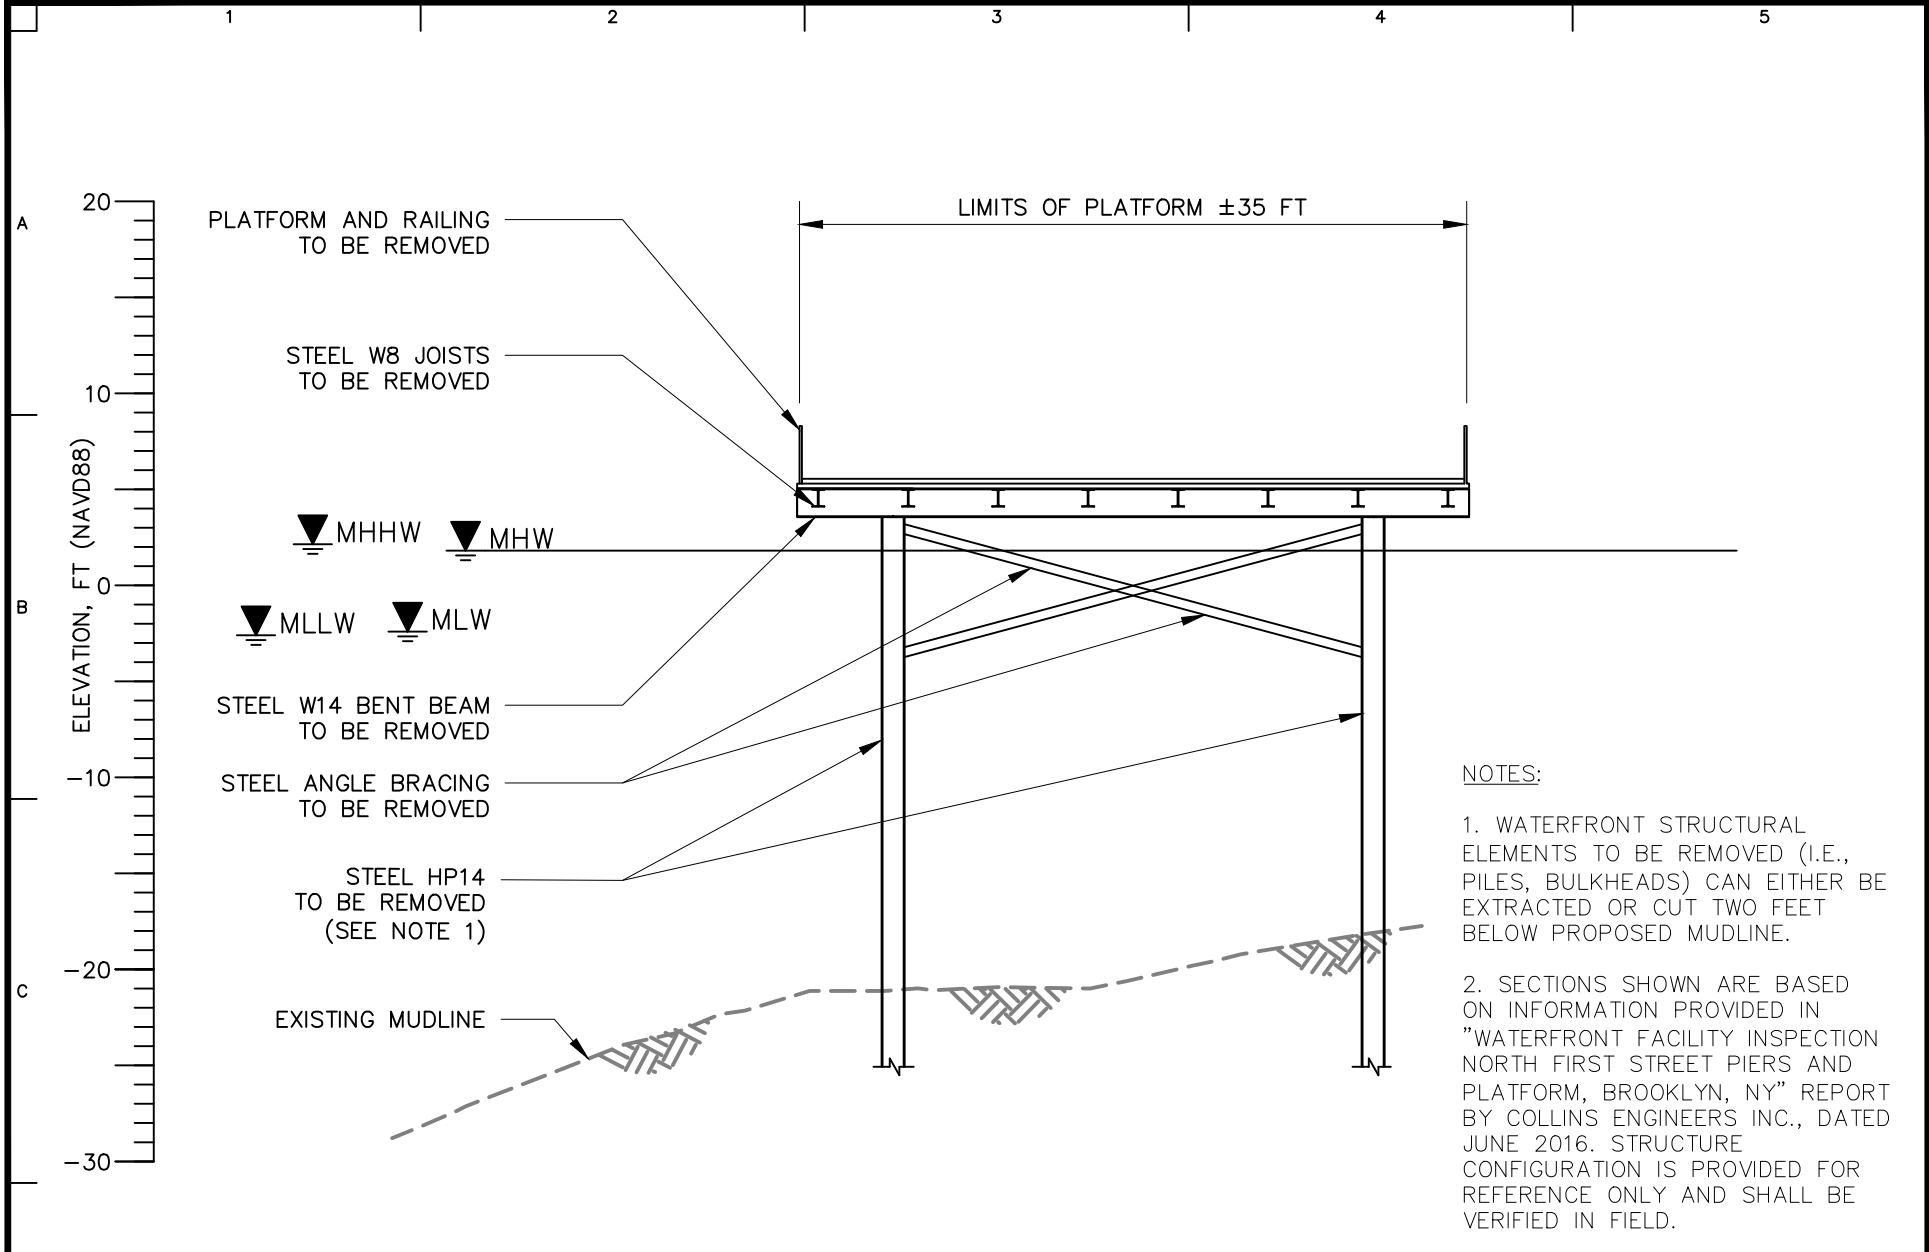 1 2 3 4 5
A
B
C
20
10
0
-10
-20
-30
ELEVATION, FT (NAVD88)
PLATFORM AND RAILING
TO BE REMOVED
LIMITS OF PLATFORM ±35 FT
STEEL W8 JOISTS
TO BE REMOVED
MHHW
MHW
MLLW
MLW
STEEL W14 BENT BEAM
TO BE REMOVED
STEEL ANGLE BRACING
TO BE REMOVED
STEEL HP14
TO BE REMOVED
(SEE NOTE 1)
EXISTING MUDLINE
NOTES:
1. WATERFRONT STRUCTURAL
ELEMENTS TO BE REMOVED (I.E.,
PILES, BULKHEADS) CAN EITHER BE
EXTRACTED OR CUT TWO FEET
BELOW PROPOSED MUDLINE.
2. SECTIONS SHOWN ARE BASED
ON INFORMATION PROVIDED IN
"WATERFRONT FACILITY INSPECTION
NORTH FIRST STREET PIERS AND
PLATFORM, BROOKLYN, NY" REPORT
BY COLLINS ENGINEERS INC., DATED
JUNE 2016. STRUCTURE
CONFIGURATION IS PROVIDED FOR
REFERENCE ONLY AND SHALL BE
VERIFIED IN FIELD.